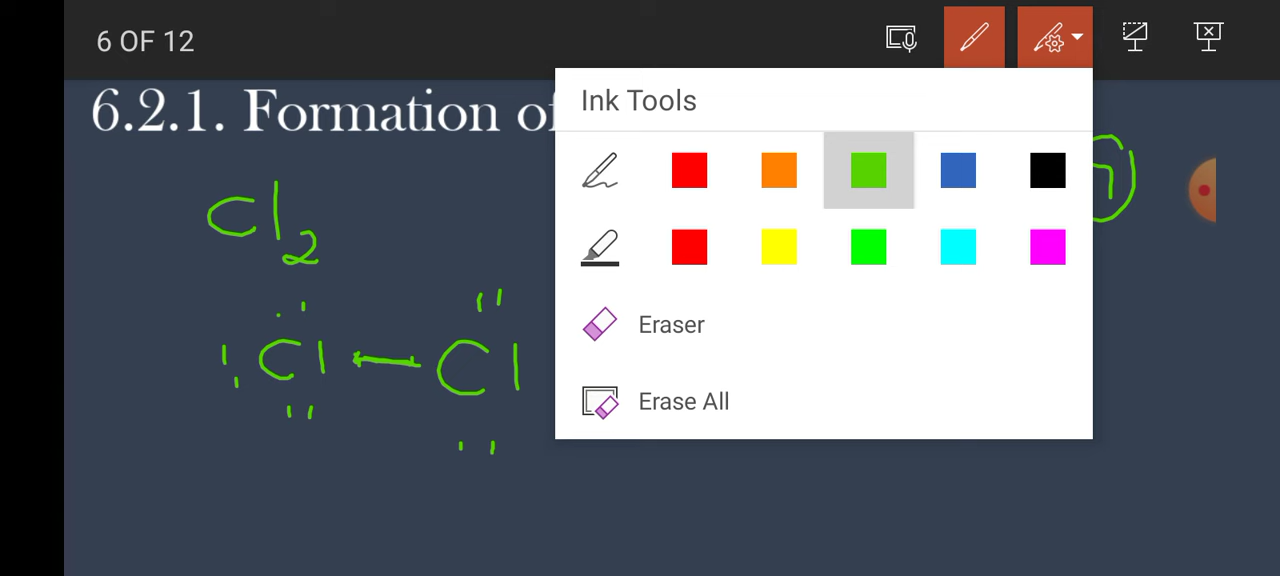 6 OF 12
6.2.1. Formation of
Ink Tools
Cl2
Cl Cl
Eraser
Erase All